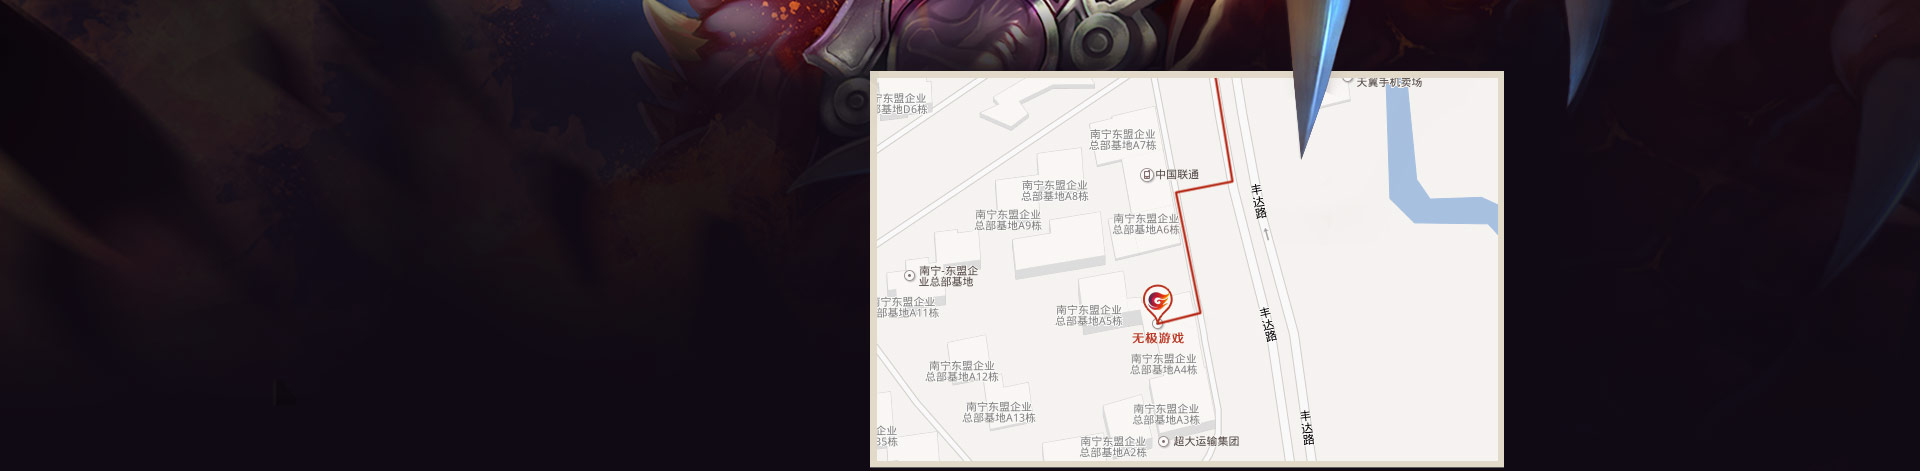 天翼手机卖场
宁东盟企业
基地D6栋
南宁东盟企业
总部基地A7栋
中国联通
南宁东盟企业
总部基地A8栋
丰达路
南宁东盟企业
总部基地A9栋
南宁东盟企业
总部基地A6栋
南宁-东盟企
业总部基地
宁东盟企业
部基地A11栋
南宁东盟企业
总部基地A5栋
丰达路
无极游戏
南宁东盟企业
总部基地A4栋
南宁东盟企业
总部基地A12栋
南宁东盟企业
总部基地A13栋
南宁东盟企业
总部基地A3栋
丰达路
企业
35栋
南宁东盟企业
总部基地A2栋
超大运输集团